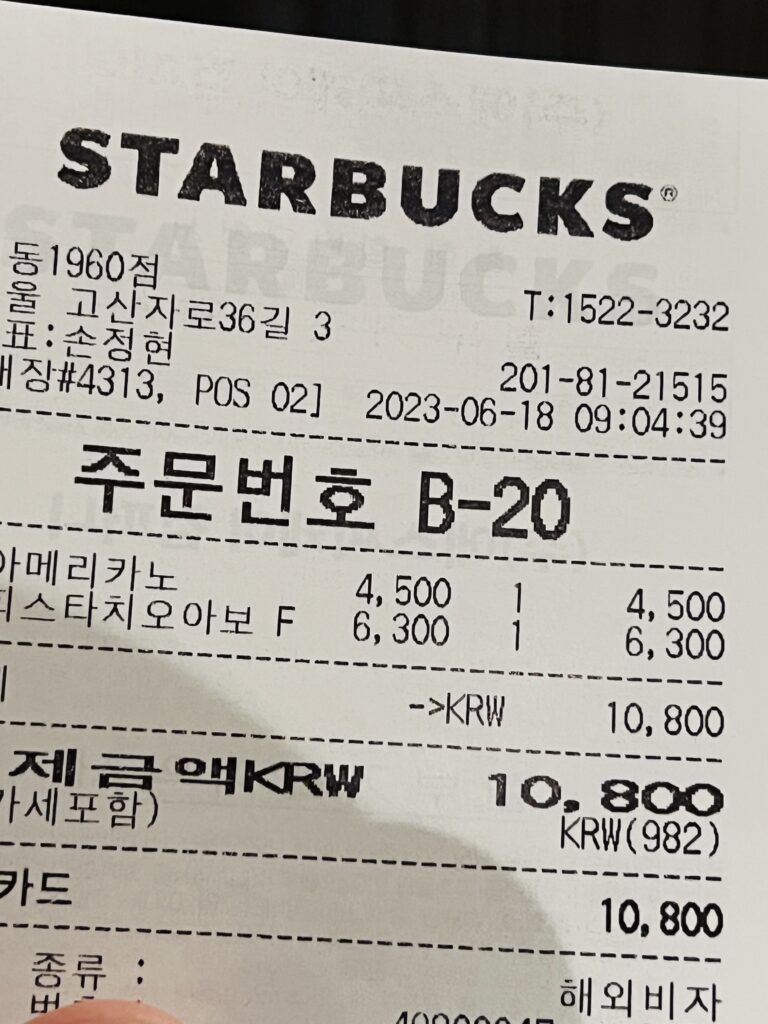 STARBUCKS®
동1960점
울 고산자로36길 3 T:1522-3232
표:손정현 201-81-21515
매장#4313, POS 02] 2023-06-18 09:04:39
주문번호 B-20
아메리카노 4,500 1 4,500
피스타치오아보 F 6,300 1 6,300
->KRW 10,800
제금액KRW 10,800
가세포함) KRW(982)
카드 10,800
종류 : 해외비자